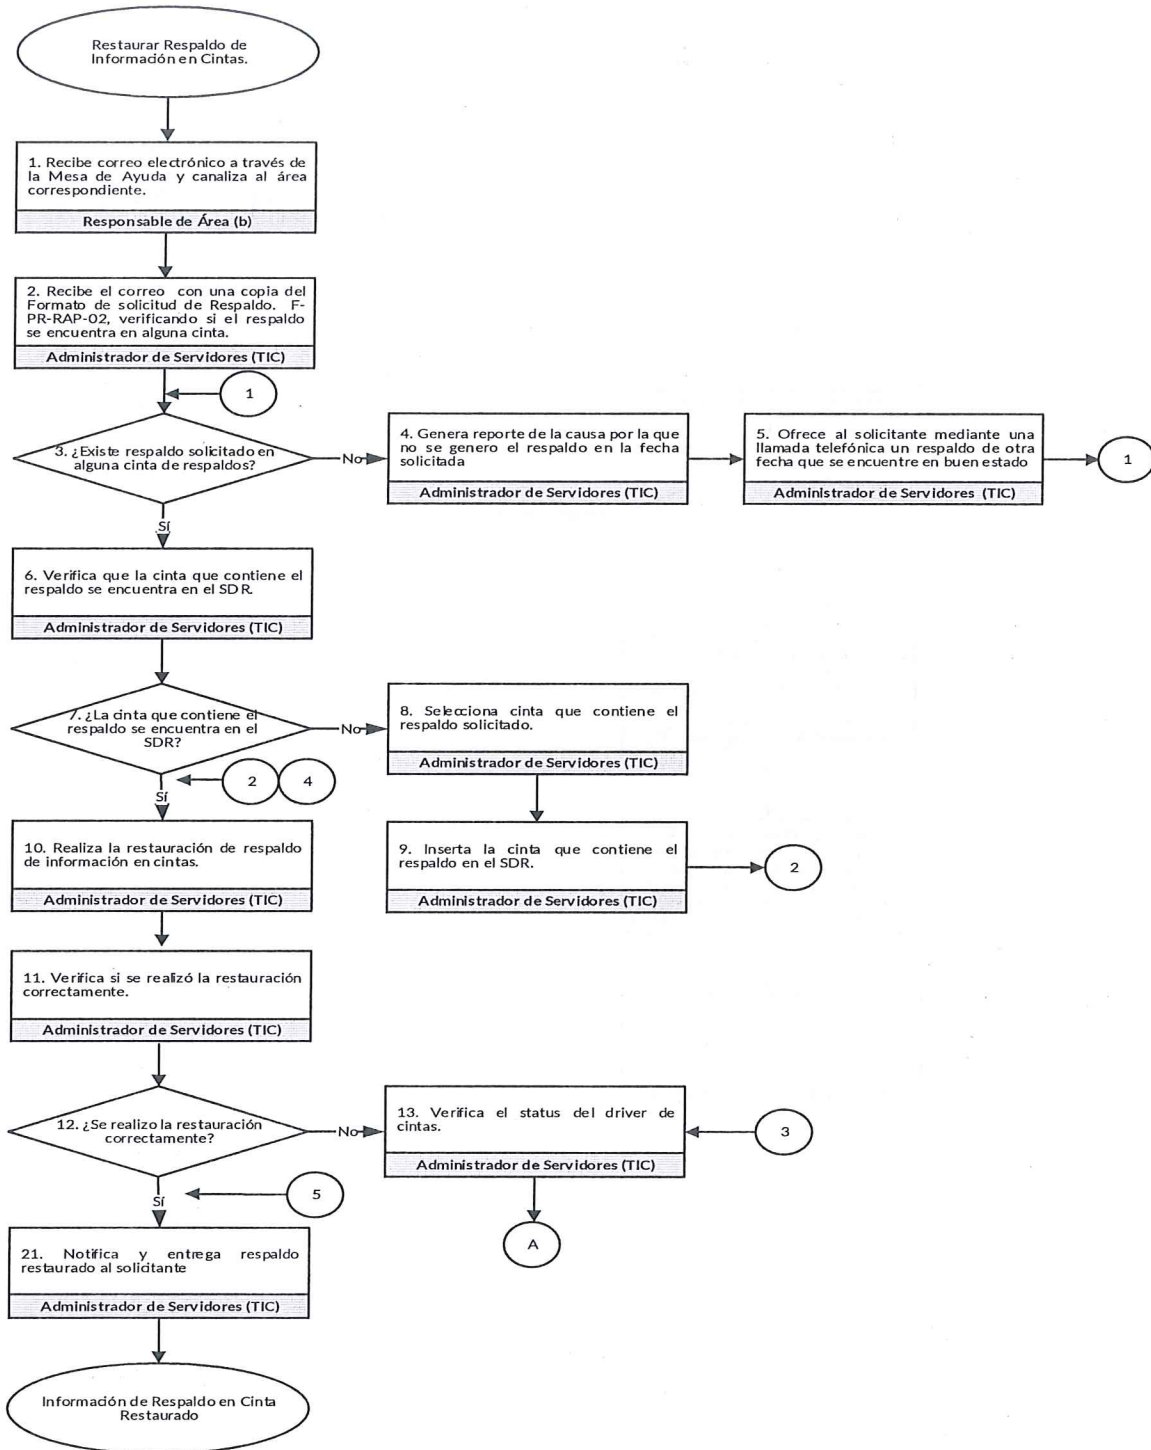 Restaurar Respaldo de
Información en Cintas.
1. Recibe correo electrónico a través de
la Mesa de Ayuda y canaliza al área
correspondiente.
Responsable de Área (b)
2. Recibe el correo con una copia del
Formato de solicitud de Respaldo. F-
PR-RAP-02, verificando si el respaldo
se encuentra en alguna cinta.
Administrador de Servidores (TIC)
1
3. ¿Existe respaldo solicitado en
alguna cinta de respaldos?
No
4. Genera reporte de la causa por la que
no se genero el respaldo en la fecha
solicitada
Administrador de Servidores (TIC)
5. Ofrece al solicitante mediante una
llamada telefónica un respaldo de otra
fecha que se encuentre en buen estado
Administrador de Servidores (TIC)
1
Sí
6. Verifica que la cinta que contiene el
respaldo se encuentra en el SDR.
Administrador de Servidores (TIC)
7. ¿La cinta que contiene el
respaldo se encuentra en el
SDR?
No
8. Selecciona cinta que contiene el
respaldo solicitado.
Administrador de Servidores (TIC)
2
4
Sí
10. Realiza la restauración de respaldo
de información en cintas.
Administrador de Servidores (TIC)
9. Inserta la cinta que contiene el
respaldo en el SDR.
Administrador de Servidores (TIC)
2
11. Verifica si se realizó la restauración
correctamente.
Administrador de Servidores (TIC)
12. ¿Se realizo la restauración
correctamente?
No
13. Verifica el status del driver de
cintas.
Administrador de Servidores (TIC)
3
Sí
5
A
21. Notifica y entrega respaldo
restaurado al solicitante
Administrador de Servidores (TIC)
Información de Respaldo en Cinta
Restaurado